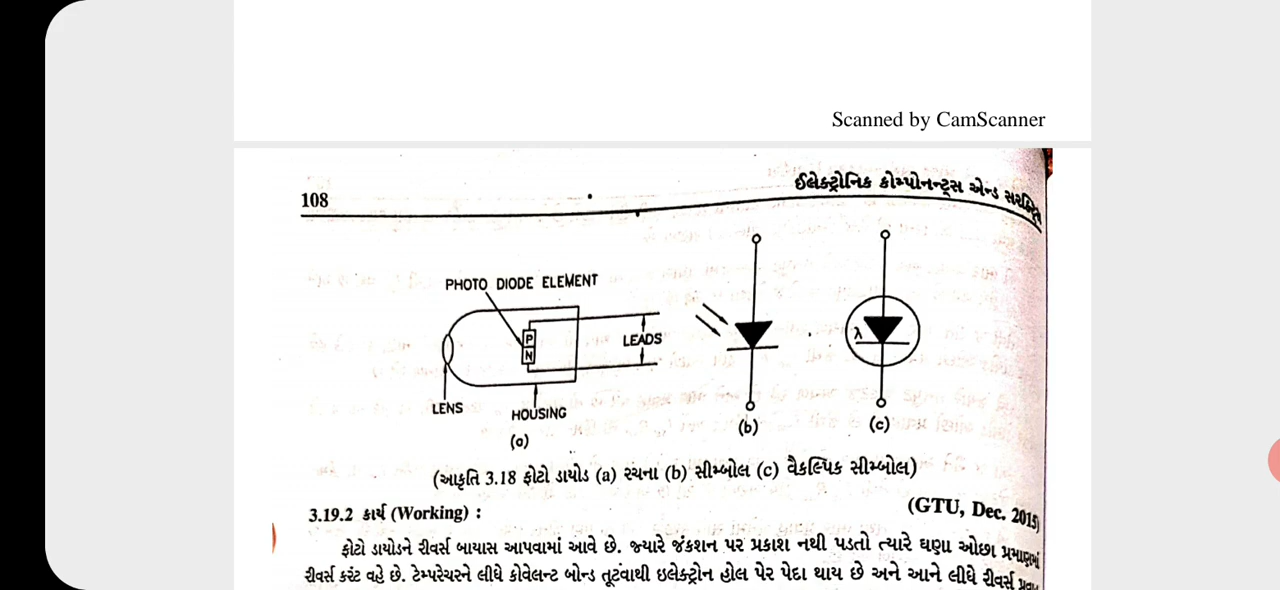 Scanned by CamScanner
108
ઈલેક્ટ્રોનિક કોમ્પોનન્ટ્સ એન્ડ
PHOTO DIODE ELEMENT
P
N
LEADS
λ
LENS
HOUSING
(a)
(b)
(c)
(આકૃતિ 3.18 ફોટો ડાયોડ (a) રચના (b) સીમ્બોલ (c) વૈકલ્પિક સીમ્બોલ)
3.19.2 કાર્ય (Working) :
(GTU, Dec. 2015)
ફોટો ડાયોડને રીવર્સ બાયાસ આપવામાં આવે છે. જ્યારે જંકશન પર પ્રકાશ નથી પડતો ત્યારે ઘણા ઓછા પ્રમાણમાં
રીવર્સ કરંટ વહે છે. ટેમ્પરેચરને લીધે કોવેલન્ટ બોન્ડ તૂટવાથી ઇલેક્ટ્રોન હોલ પેર પેદા થાય છે અને આને લીધે રીવર્સ